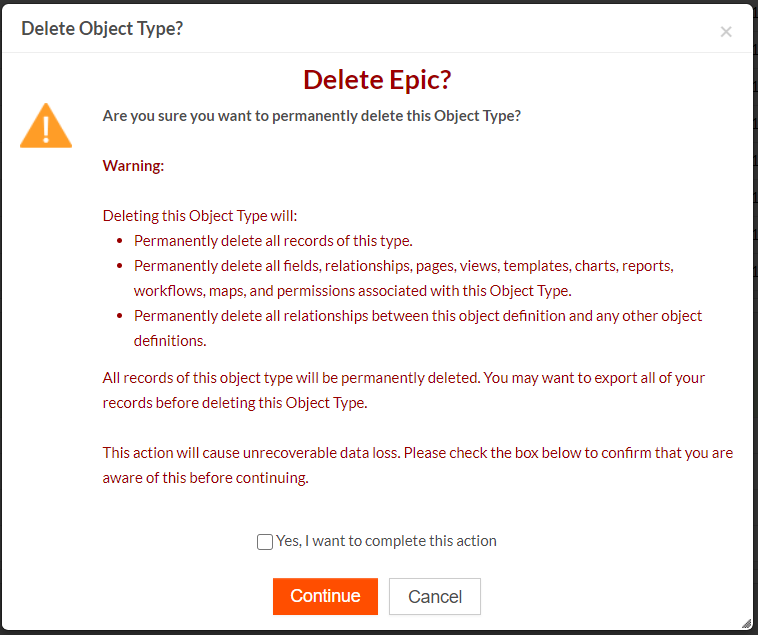 Delete Object Type?
×
Delete Epic?
Are you sure you want to permanently delete this Object Type?
Warning:
Deleting this Object Type will:
• Permanently delete all records of this type.
• Permanently delete all fields, relationships, pages, views, templates, charts, reports,
workflows, maps, and permissions associated with this Object Type.
• Permanently delete all relationships between this object definition and any other object
definitions.
All records of this object type will be permanently deleted. You may want to export all of your
records before deleting this Object Type.
This action will cause unrecoverable data loss. Please check the box below to confirm that you are
aware of this before continuing.
Yes, I want to complete this action
Continue
Cancel